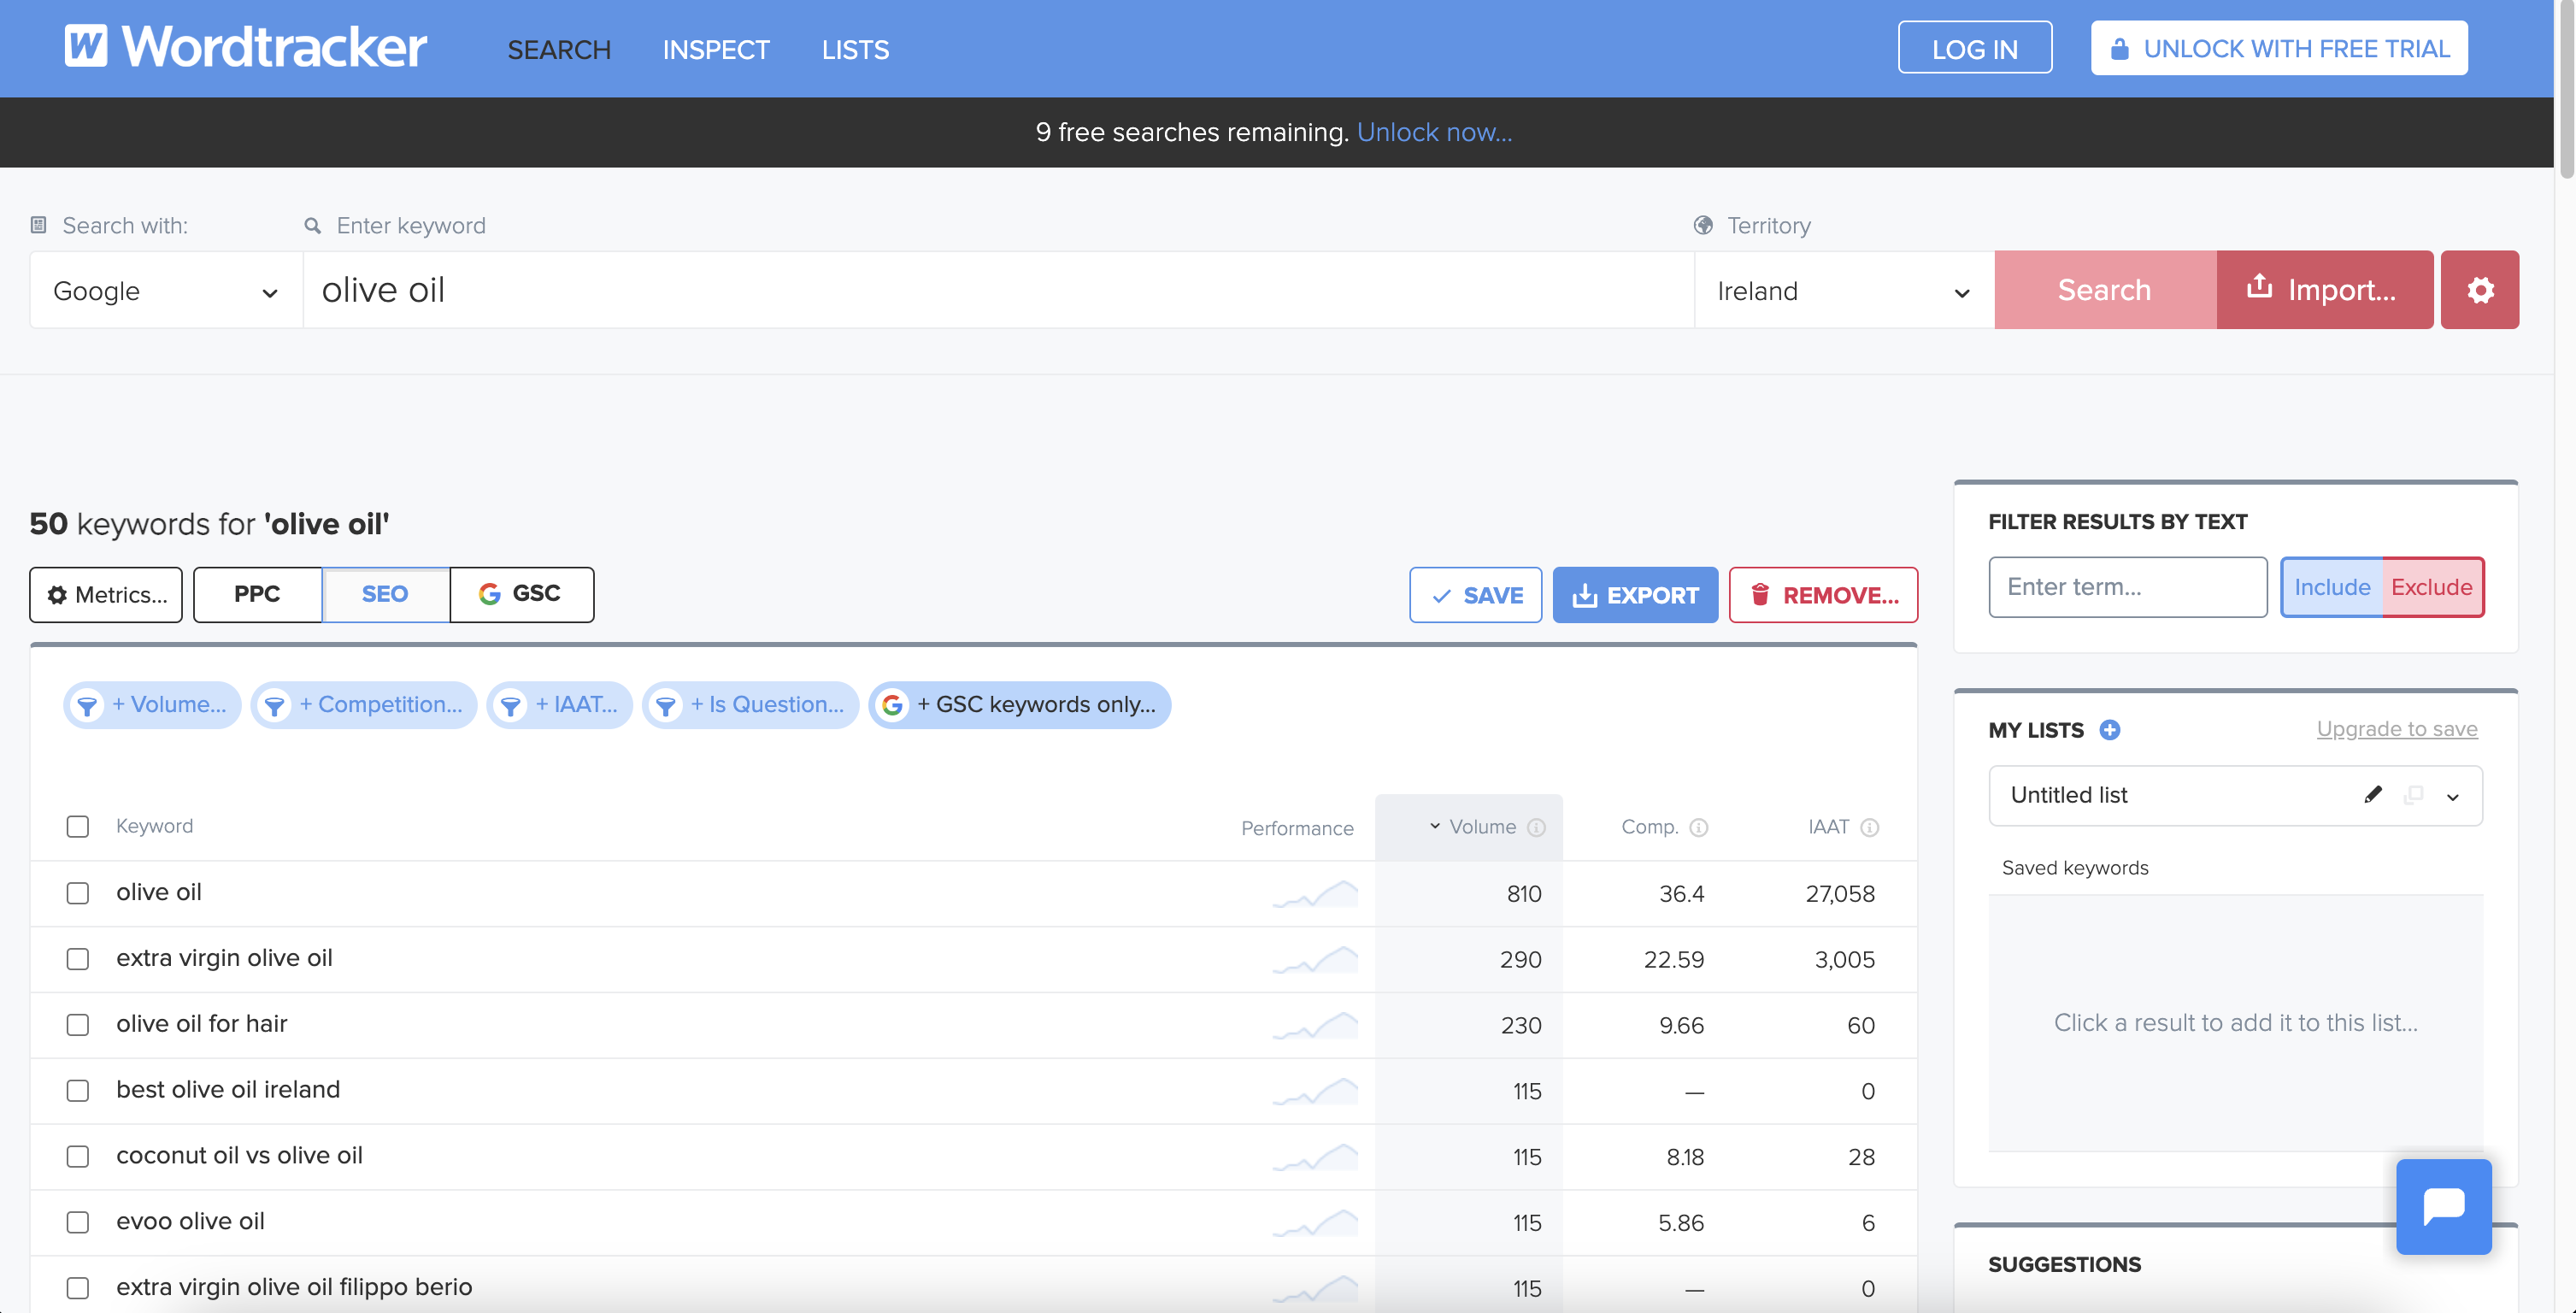 W Wordtracker SEARCH INSPECT LISTS LOG IN UNLOCK WITH FREE TRIAL
9 free searches remaining. Unlock now...
Search with: Enter keyword Territory
Google olive oil Ireland Search Import...
50 keywords for 'olive oil'
Metrics... PPC SEO G GSC SAVE EXPORT REMOVE...
+ Volume... + Competition... + IAAT... + Is Question... G + GSC keywords only...
Keyword Performance Volume i Comp. i IAAT i
olive oil 810 36.4 27,058
extra virgin olive oil 290 22.59 3,005
olive oil for hair 230 9.66 60
best olive oil ireland 115 — 0
coconut oil vs olive oil 115 8.18 28
evoo olive oil 115 5.86 6
extra virgin olive oil filippo berio 115 — 0
FILTER RESULTS BY TEXT
Enter term... Include Exclude
MY LISTS Upgrade to save
Untitled list
Saved keywords
Click a result to add it to this list...
SUGGESTIONS